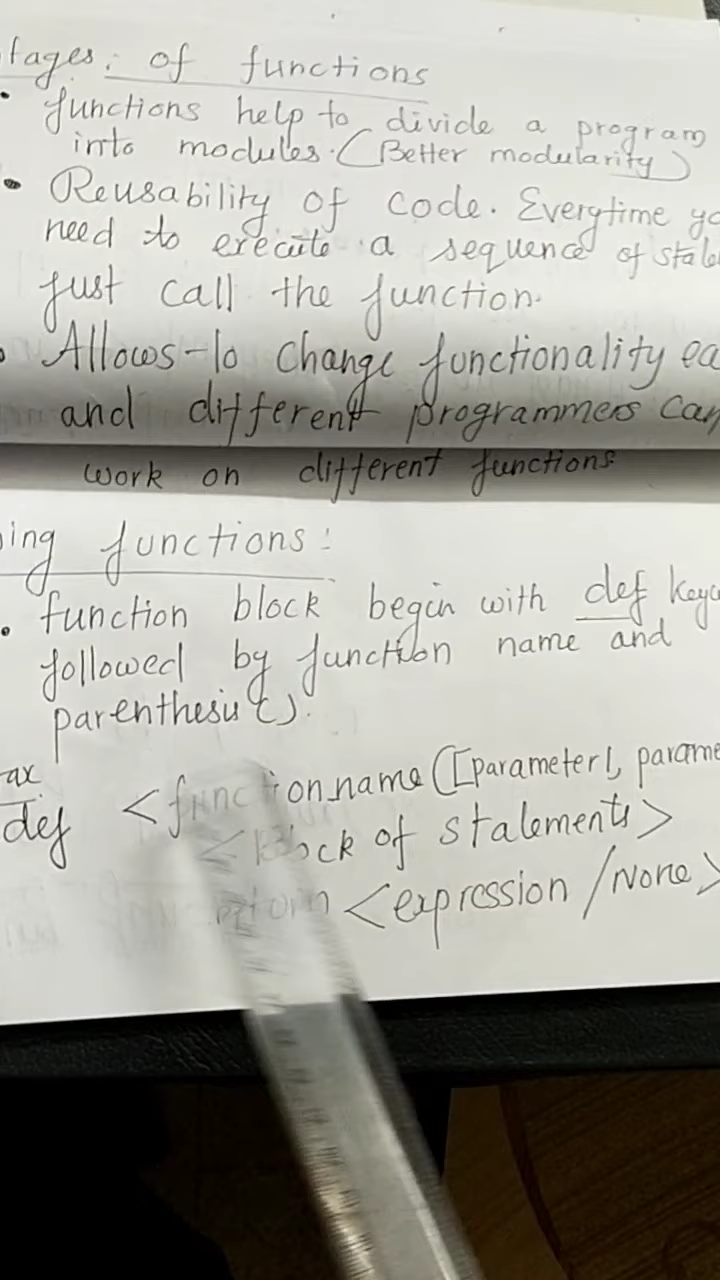 tages: of functions
• functions help to divide a program
into modules. (Better modularity)
• Reusability of code. Everytime yo
need to execute a sequence of state
just call the function.
Allows to change functionality ea
and different programmers can
work on different functions
ing functions:
• function block begin with def keyw
followed by function name and
parenthesis ().
ax
def <function_name ([parameter1, parame
<block of statements>
return <expression / None>